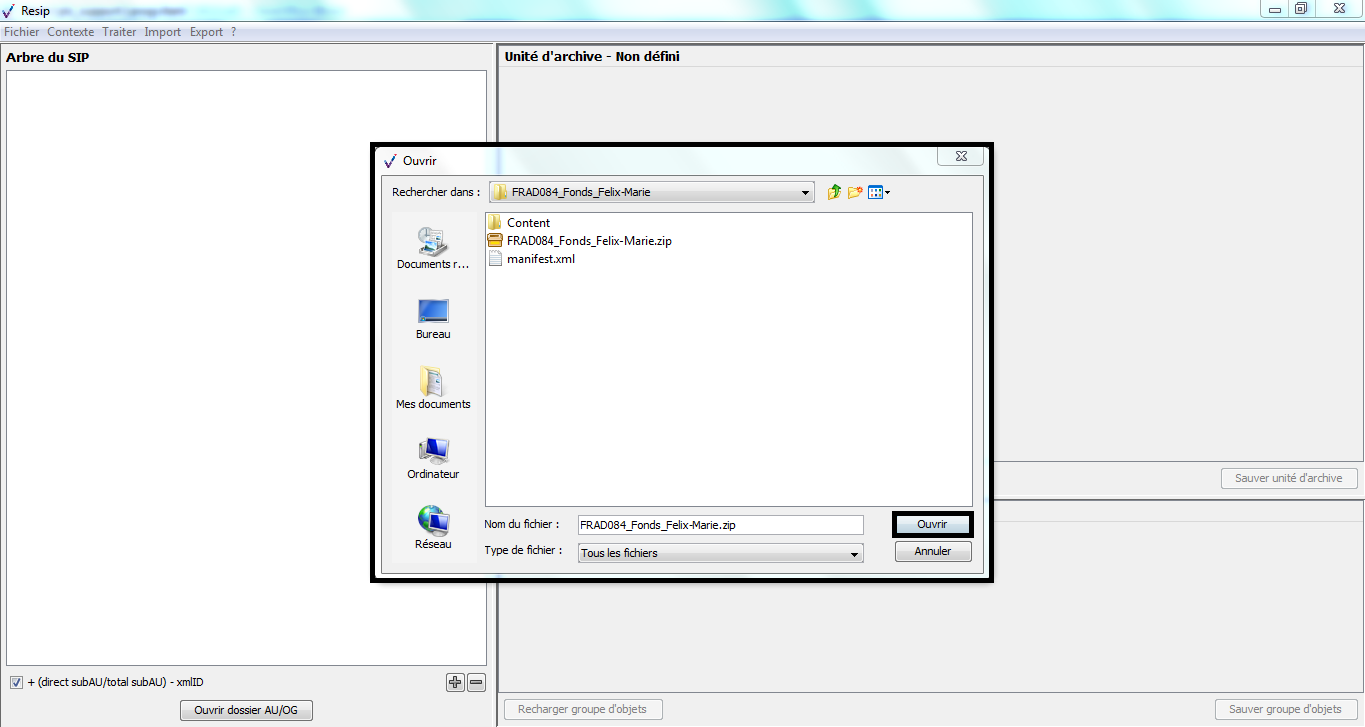 Resip
Fichier Contexte Traiter Import Export ?
Arbre du SIP
Unité d'archive - Non défini
Ouvrir
Rechercher dans :
FRAD084_Fonds_Felix-Marie
Documents r...
Bureau
Mes documents
Ordinateur
Réseau
Content
FRAD084_Fonds_Felix-Marie.zip
manifest.xml
Nom du fichier :
FRAD084_Fonds_Felix-Marie.zip
Ouvrir
Type de fichier :
Tous les fichiers
Annuler
Sauver unité d'archive
+ (direct subAU/total subAU) - xmlID
Ouvrir dossier AU/OG
Recharger groupe d'objets
Sauver groupe d'objets